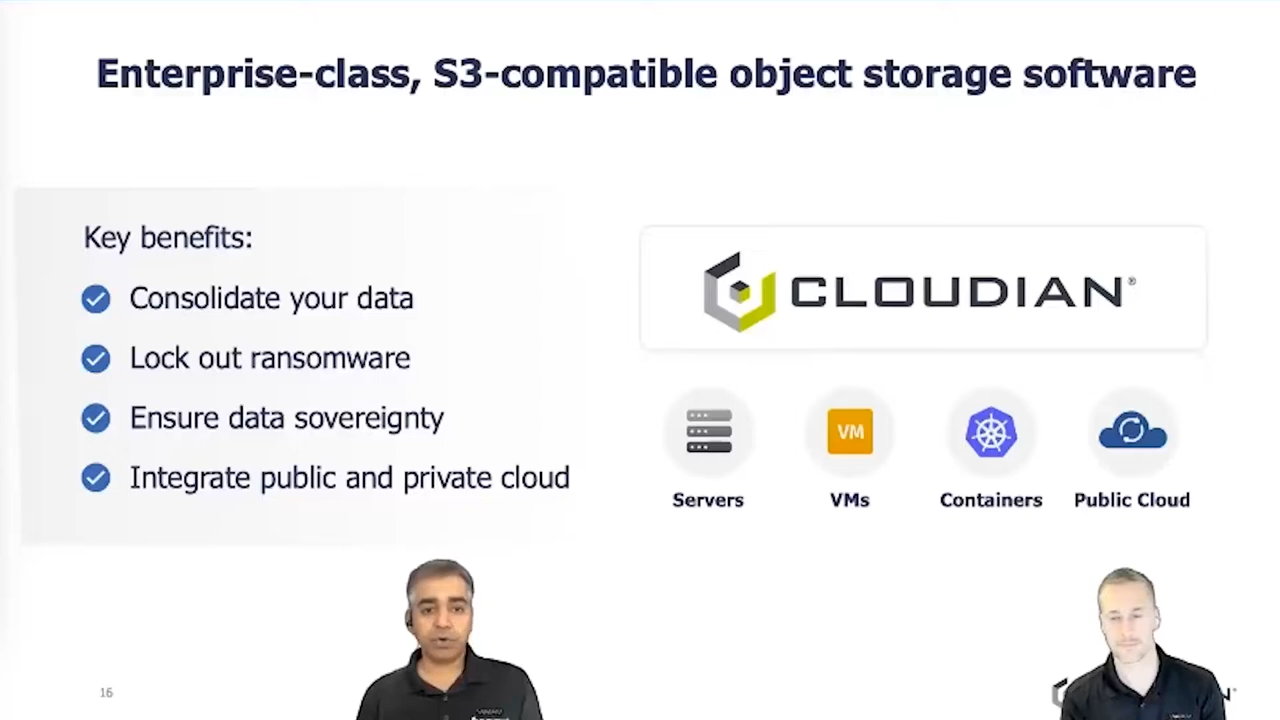 Enterprise-class, S3-compatible object storage software
Key benefits:
Consolidate your data
Lock out ransomware
Ensure data sovereignty
Integrate public and private cloud
CLOUDIAN®
VM
Servers
VMs
Containers
Public Cloud
16